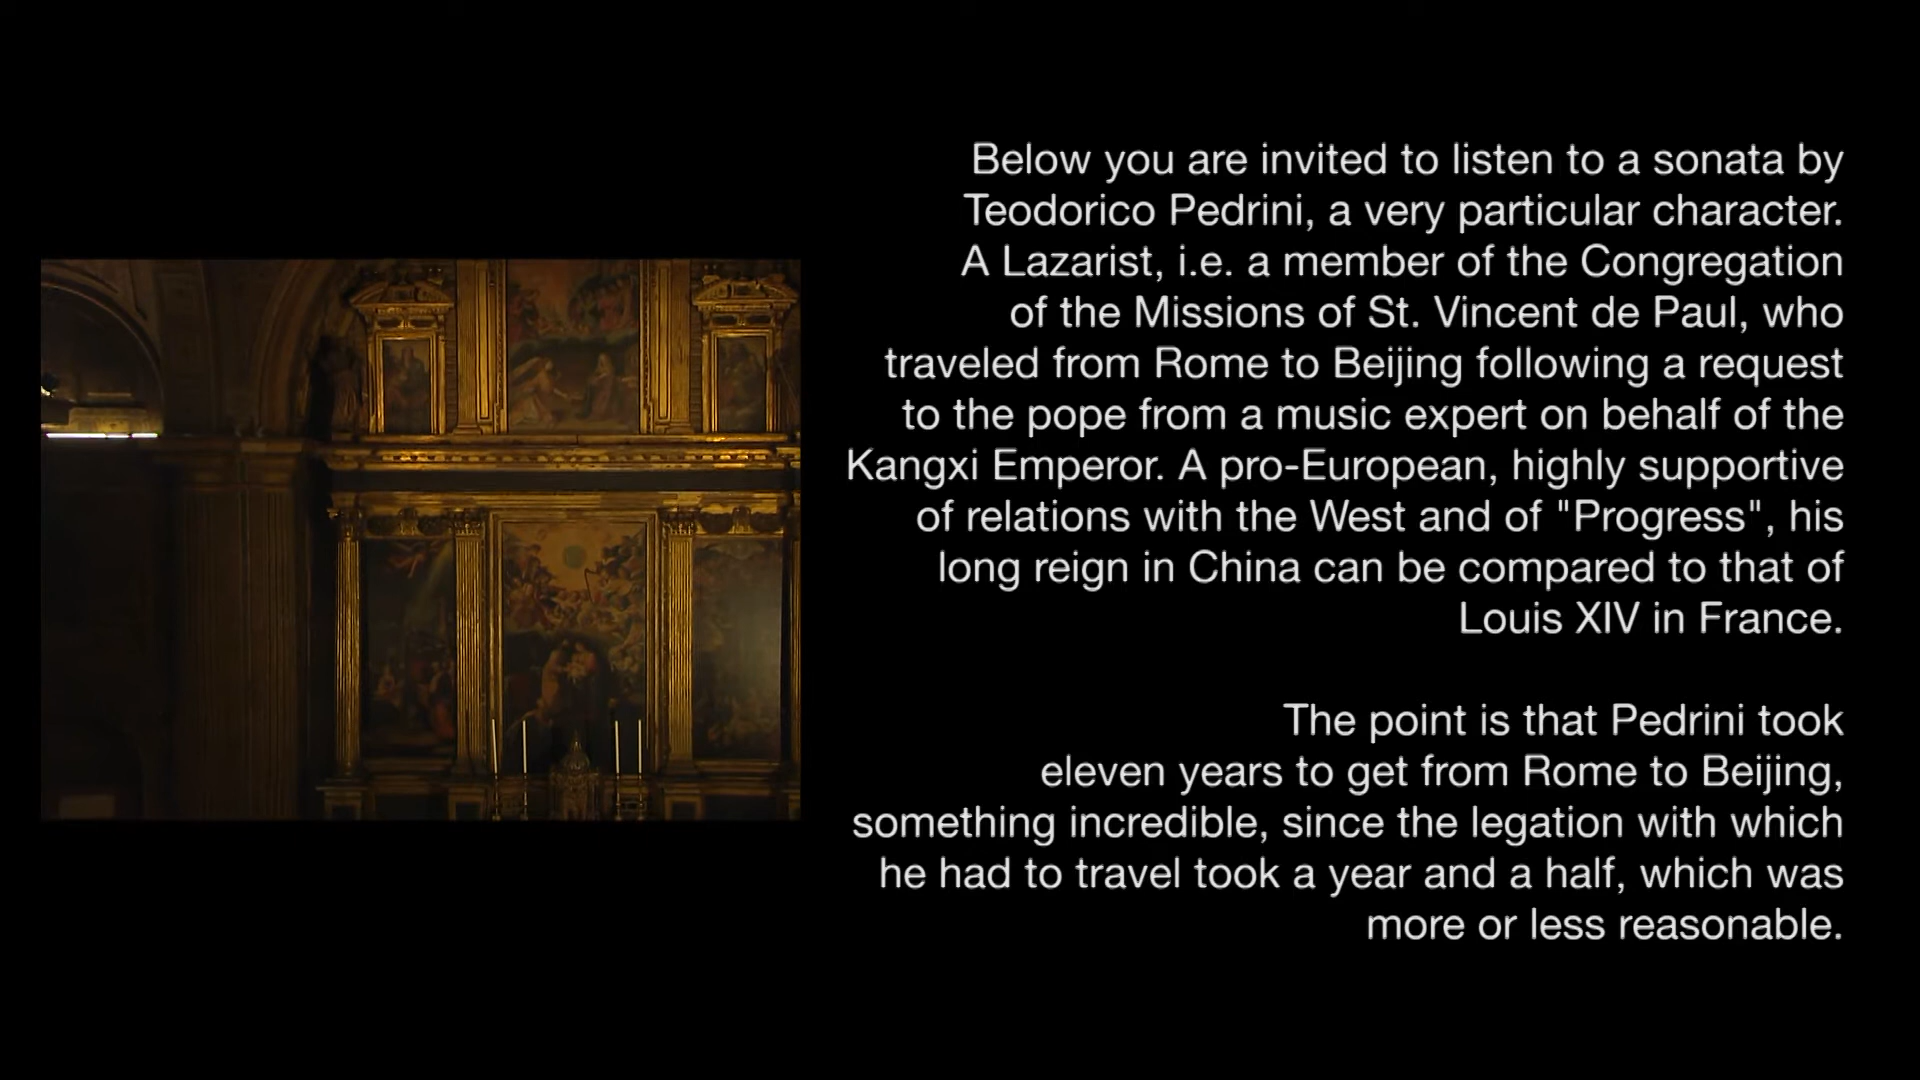 Below you are invited to listen to a sonata by
Teodorico Pedrini, a very particular character.
A Lazarist, i.e. a member of the Congregation
of the Missions of St. Vincent de Paul, who
traveled from Rome to Beijing following a request
to the pope from a music expert on behalf of the
Kangxi Emperor. A pro-European, highly supportive
of relations with the West and of "Progress", his
long reign in China can be compared to that of
Louis XIV in France.
The point is that Pedrini took
eleven years to get from Rome to Beijing,
something incredible, since the legation with which
he had to travel took a year and a half, which was
more or less reasonable.